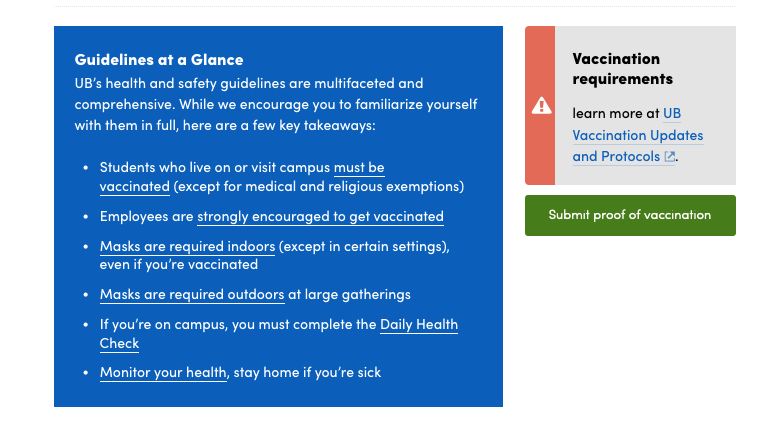 Guidelines at a Glance
UB’s health and safety guidelines are multifaceted and
comprehensive. While we encourage you to familiarize yourself
with them in full, here are a few key takeaways:
• Students who live on or visit campus must be
vaccinated (except for medical and religious exemptions)
• Employees are strongly encouraged to get vaccinated
• Masks are required indoors (except in certain settings),
even if you’re vaccinated
• Masks are required outdoors at large gatherings
• If you’re on campus, you must complete the Daily Health
Check
• Monitor your health, stay home if you’re sick
Vaccination
requirements
learn more at UB
Vaccination Updates
and Protocols.
Submit proof of vaccination